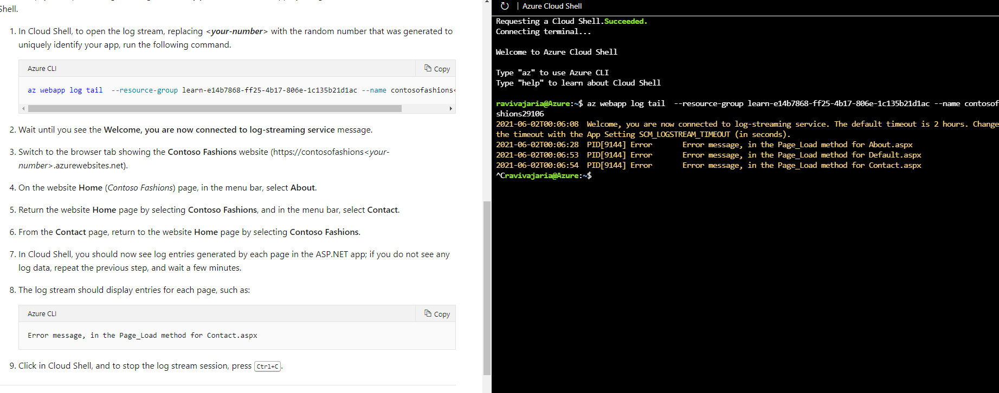 Shell.
1. In Cloud Shell, to open the log stream, replacing <your-number> with the random number that was generated to
uniquely identify your app, run the following command.
Azure CLI
Copy
az webapp log tail  --resource-group learn-e14b7868-ff25-4b17-806e-1c135b21d1ac --name contosofashions<
2. Wait until you see the Welcome, you are now connected to log-streaming service message.
3. Switch to the browser tab showing the Contoso Fashions website (https://contosofashions<your-
number>.azurewebsites.net).
4. On the website Home (Contoso Fashions) page, in the menu bar, select About.
5. Return the website Home page by selecting Contoso Fashions, and in the menu bar, select Contact.
6. From the Contact page, return to the website Home page by selecting Contoso Fashions.
7. In Cloud Shell, you should now see log entries generated by each page in the ASP.NET app; if you do not see any
log data, repeat the previous step, and wait a few minutes.
8. The log stream should display entries for each page, such as:
Azure CLI
Copy
Error message, in the Page_Load method for Contact.aspx
9. Click in Cloud Shell, and to stop the log stream session, press Ctrl+C.
| Azure Cloud Shell
Requesting a Cloud Shell.Succeeded.
Connecting terminal...
Welcome to Azure Cloud Shell
Type "az" to use Azure CLI
Type "help" to learn about Cloud Shell
ravivajaria@Azure:~$ az webapp log tail  --resource-group learn-e14b7868-ff25-4b17-806e-1c135b21d1ac --name contosof
shions29106
2021-06-02T00:06:08  Welcome, you are now connected to log-streaming service. The default timeout is 2 hours. Change
the timeout with the App Setting SCM_LOGSTREAM_TIMEOUT (in seconds).
2021-06-02T00:06:28  PID[9144] Error       Error message, in the Page_Load method for About.aspx
2021-06-02T00:06:53  PID[9144] Error       Error message, in the Page_Load method for Default.aspx
2021-06-02T00:06:54  PID[9144] Error       Error message, in the Page_Load method for Contact.aspx
^Cravivajaria@Azure:~$